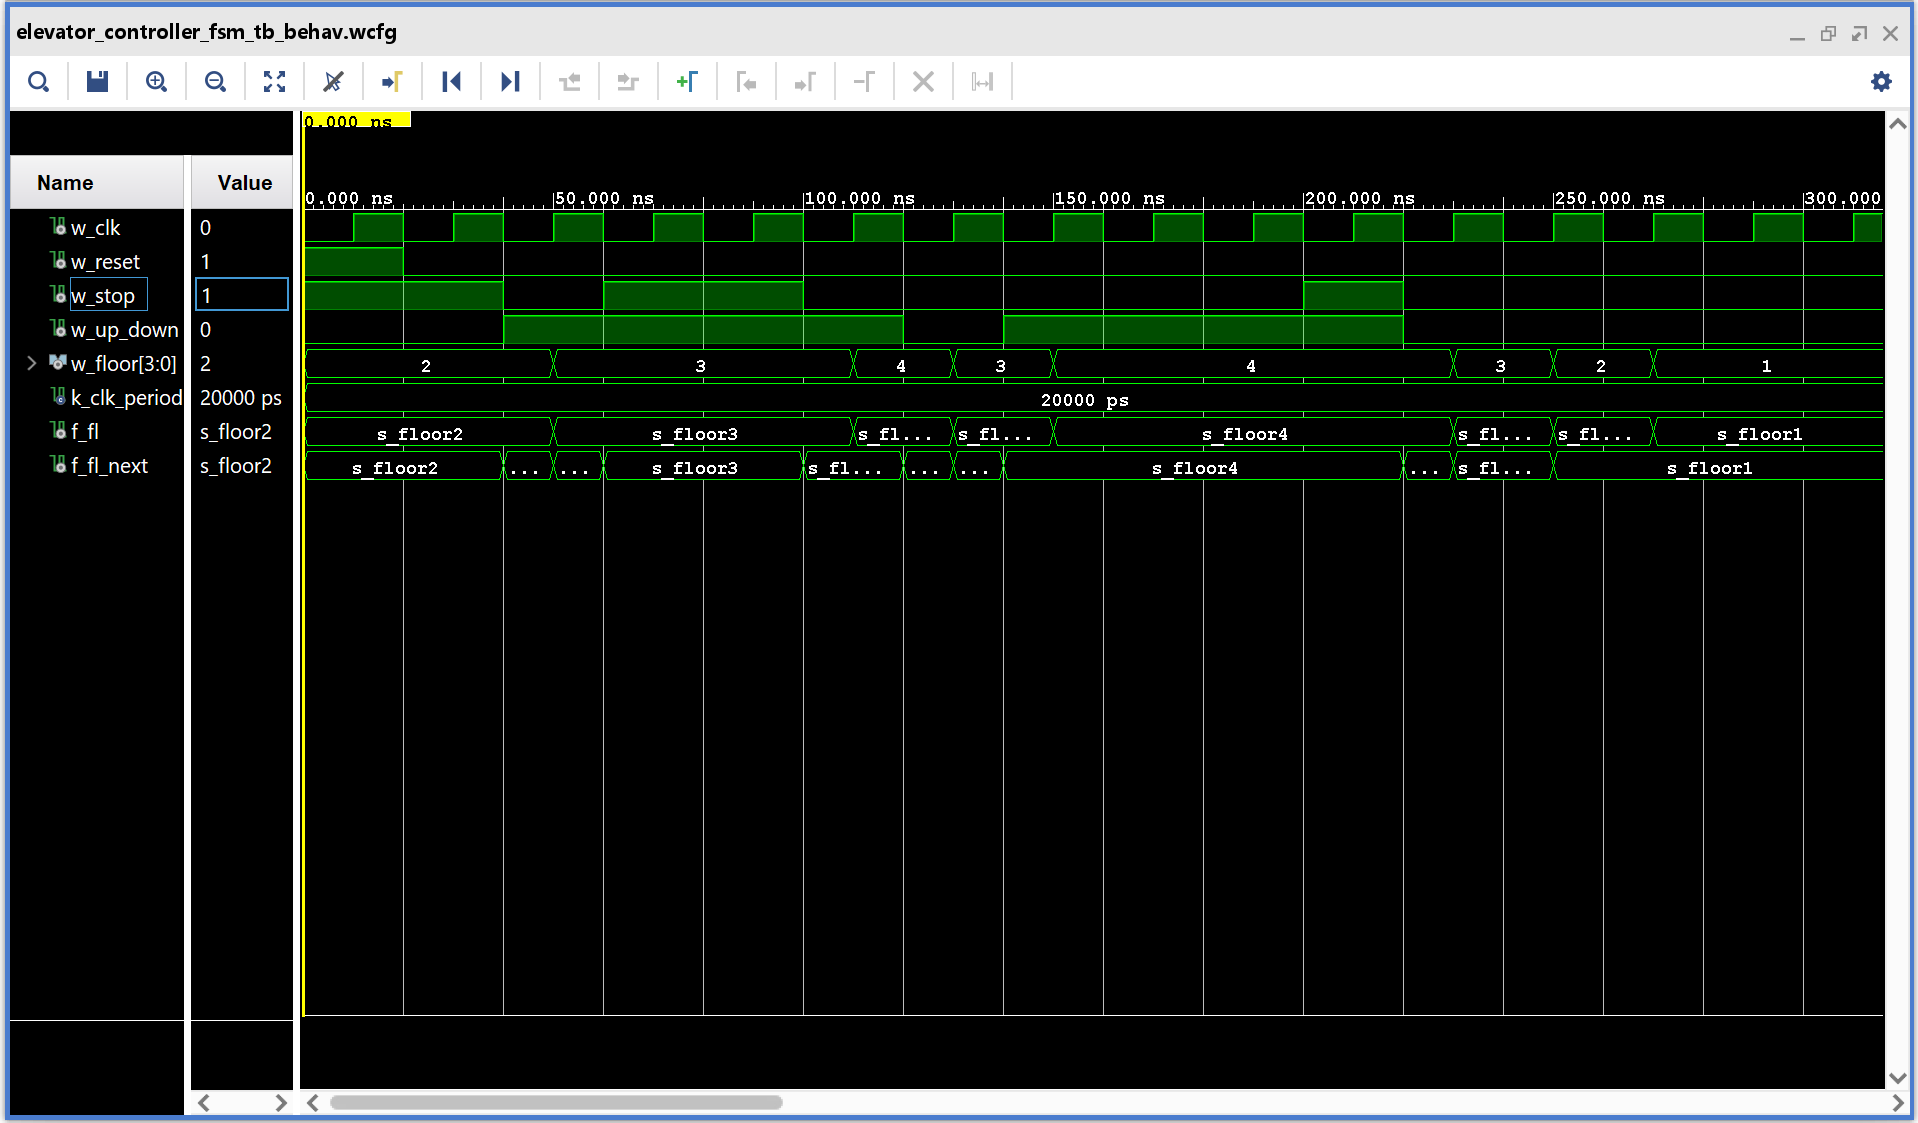 elevator_controller_fsm_tb_behav.wcfg
0.000 ns
Name Value
0.000 ns 50.000 ns 100.000 ns 150.000 ns 200.000 ns 250.000 ns 300.000
w_clk 0
w_reset 1
w_stop 1
w_up_down 0
w_floor[3:0] 2 2 3 4 3 4 3 2 1
k_clk_period 20000 ps 20000 ps
f_fl s_floor2 s_floor2 s_floor3 s_fl... s_fl... s_floor4 s_fl... s_fl... s_floor1
f_fl_next s_floor2 s_floor2 ... ... s_floor3 s_fl... ... ... s_floor4 ... s_fl... s_floor1